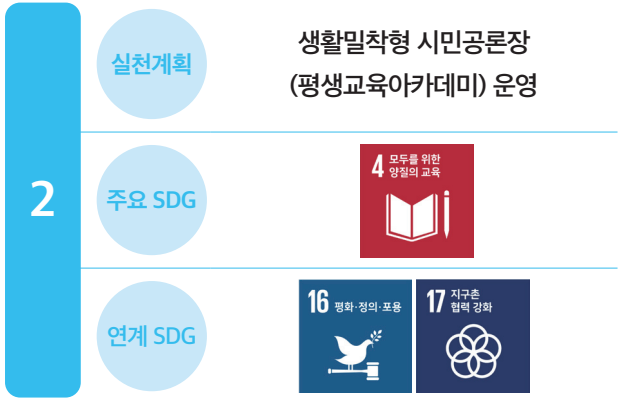 2
실천계획
생활밀착형 시민공론장
(평생교육아카데미) 운영
주요 SDG
4 모두를 위한
양질의 교육
연계 SDG
16 평화·정의·포용
17 지구촌
협력 강화